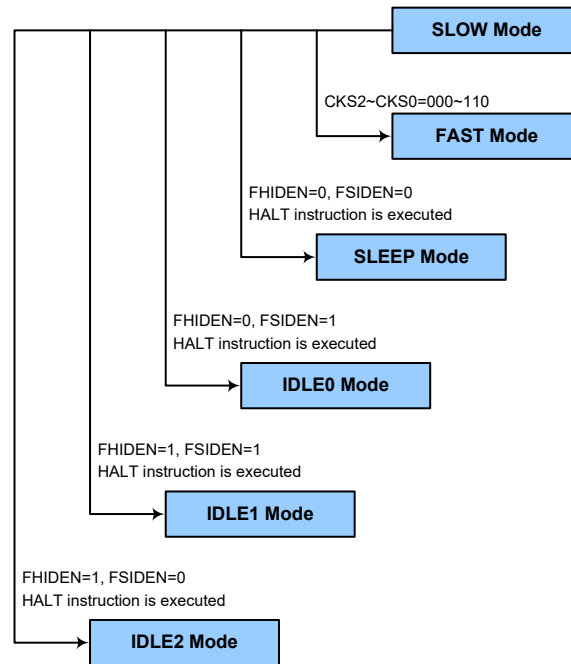 SLOW Mode
CKS2~CKS0=000~110
FAST Mode
FHIDEN=0, FSIDEN=0
HALT instruction is executed
SLEEP Mode
FHIDEN=0, FSIDEN=1
HALT instruction is executed
IDLE0 Mode
FHIDEN=1, FSIDEN=1
HALT instruction is executed
IDLE1 Mode
FHIDEN=1, FSIDEN=0
HALT instruction is executed
IDLE2 Mode